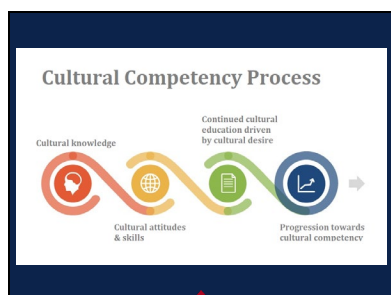 Cultural Competency Process
Continued cultural
education driven
by cultural desire
Cultural knowledge
Cultural attitudes
& skills
Progression towards
cultural competency